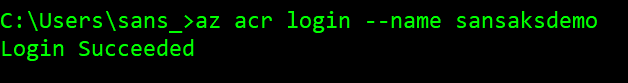 C:\Users\sans_>az acr login --name sansaksdemo
Login Succeeded